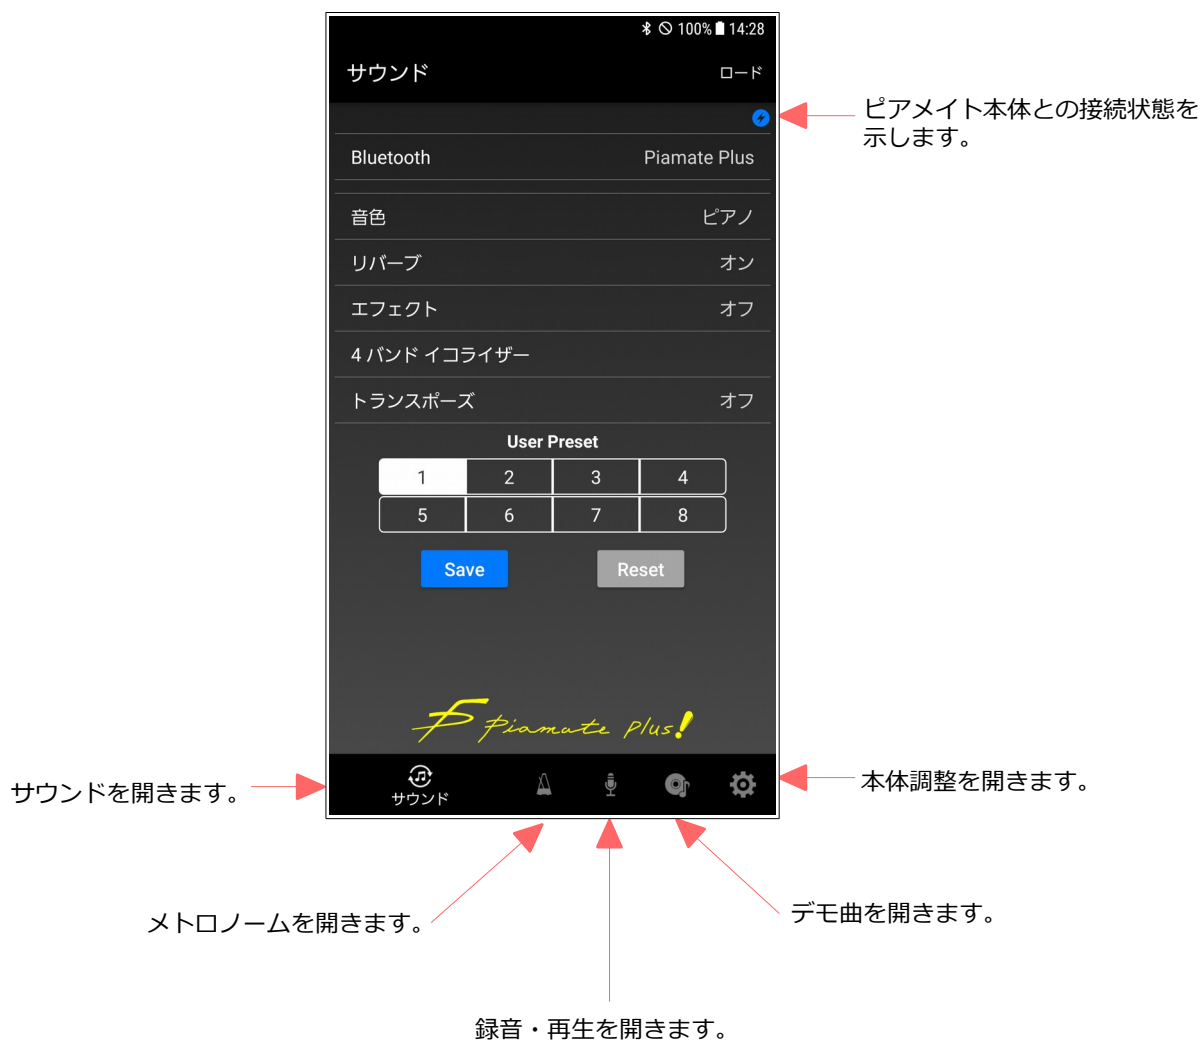 100% 14:28
サウンド ロード
ピアメイト本体との接続状態を
示します。
Bluetooth Piamate Plus
音色 ピアノ
リバーブ オン
エフェクト オフ
4 バンド イコライザー
トランスポーズ オフ
User Preset
1 2 3 4
5 6 7 8
Save Reset
Piamate Plus!
サウンド
サウンドを開きます。
本体調整を開きます。
メトロノームを開きます。
デモ曲を開きます。
録音・再生を開きます。